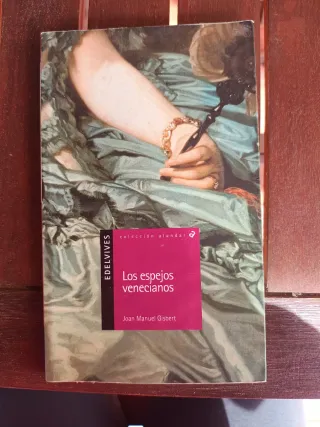 EDELVIVES
colección alandar
Los espejos
venecianos
Joan Manuel Gisbert